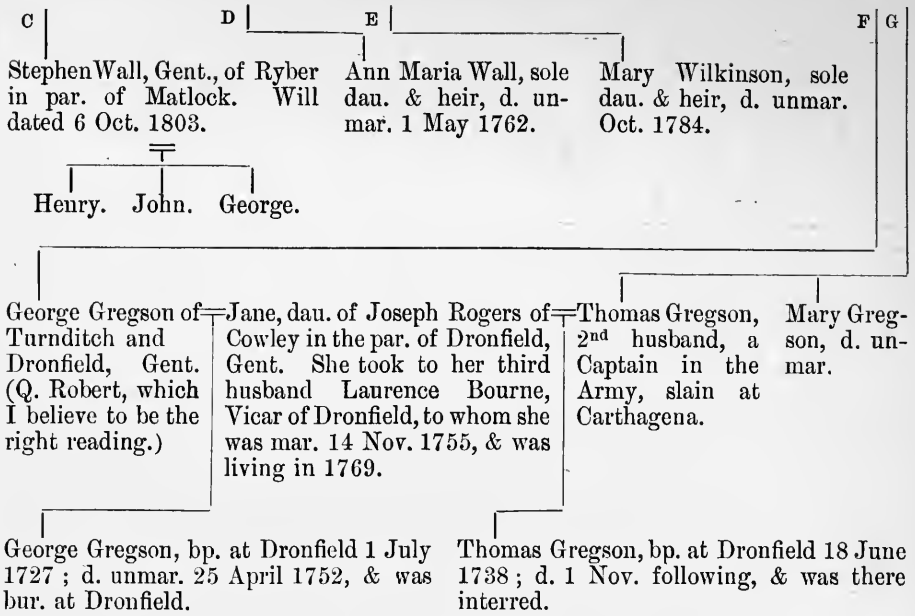 C D E F G
Stephen Wall, Gent., of Ryber
in par. of Matlock. Will
dated 6 Oct. 1803.
Ann Maria Wall, sole
dau. & heir, d. un-
mar. 1 May 1762.
Mary Wilkinson, sole
dau. & heir, d. unmar.
Oct. 1784.
Henry. John. George.
George Gregson of
Turnditch and
Dronfield, Gent.
(Q. Robert, which
I believe to be the
right reading.)
Jane, dau. of Joseph Rogers of
Cowley in the par. of Dronfield,
Gent. She took to her third
husband Laurence Bourne,
Vicar of Dronfield, to whom she
was mar. 14 Nov. 1755, & was
living in 1769.
Thomas Gregson,
2nd husband, a
Captain in the
Army, slain at
Carthagena.
Mary Greg-
son, d. un-
mar.
George Gregson, bp. at Dronfield 1 July
1727 ; d. unmar. 25 April 1752, & was
bur. at Dronfield.
Thomas Gregson, bp. at Dronfield 18 June
1738 ; d. 1 Nov. following, & was there
interred.